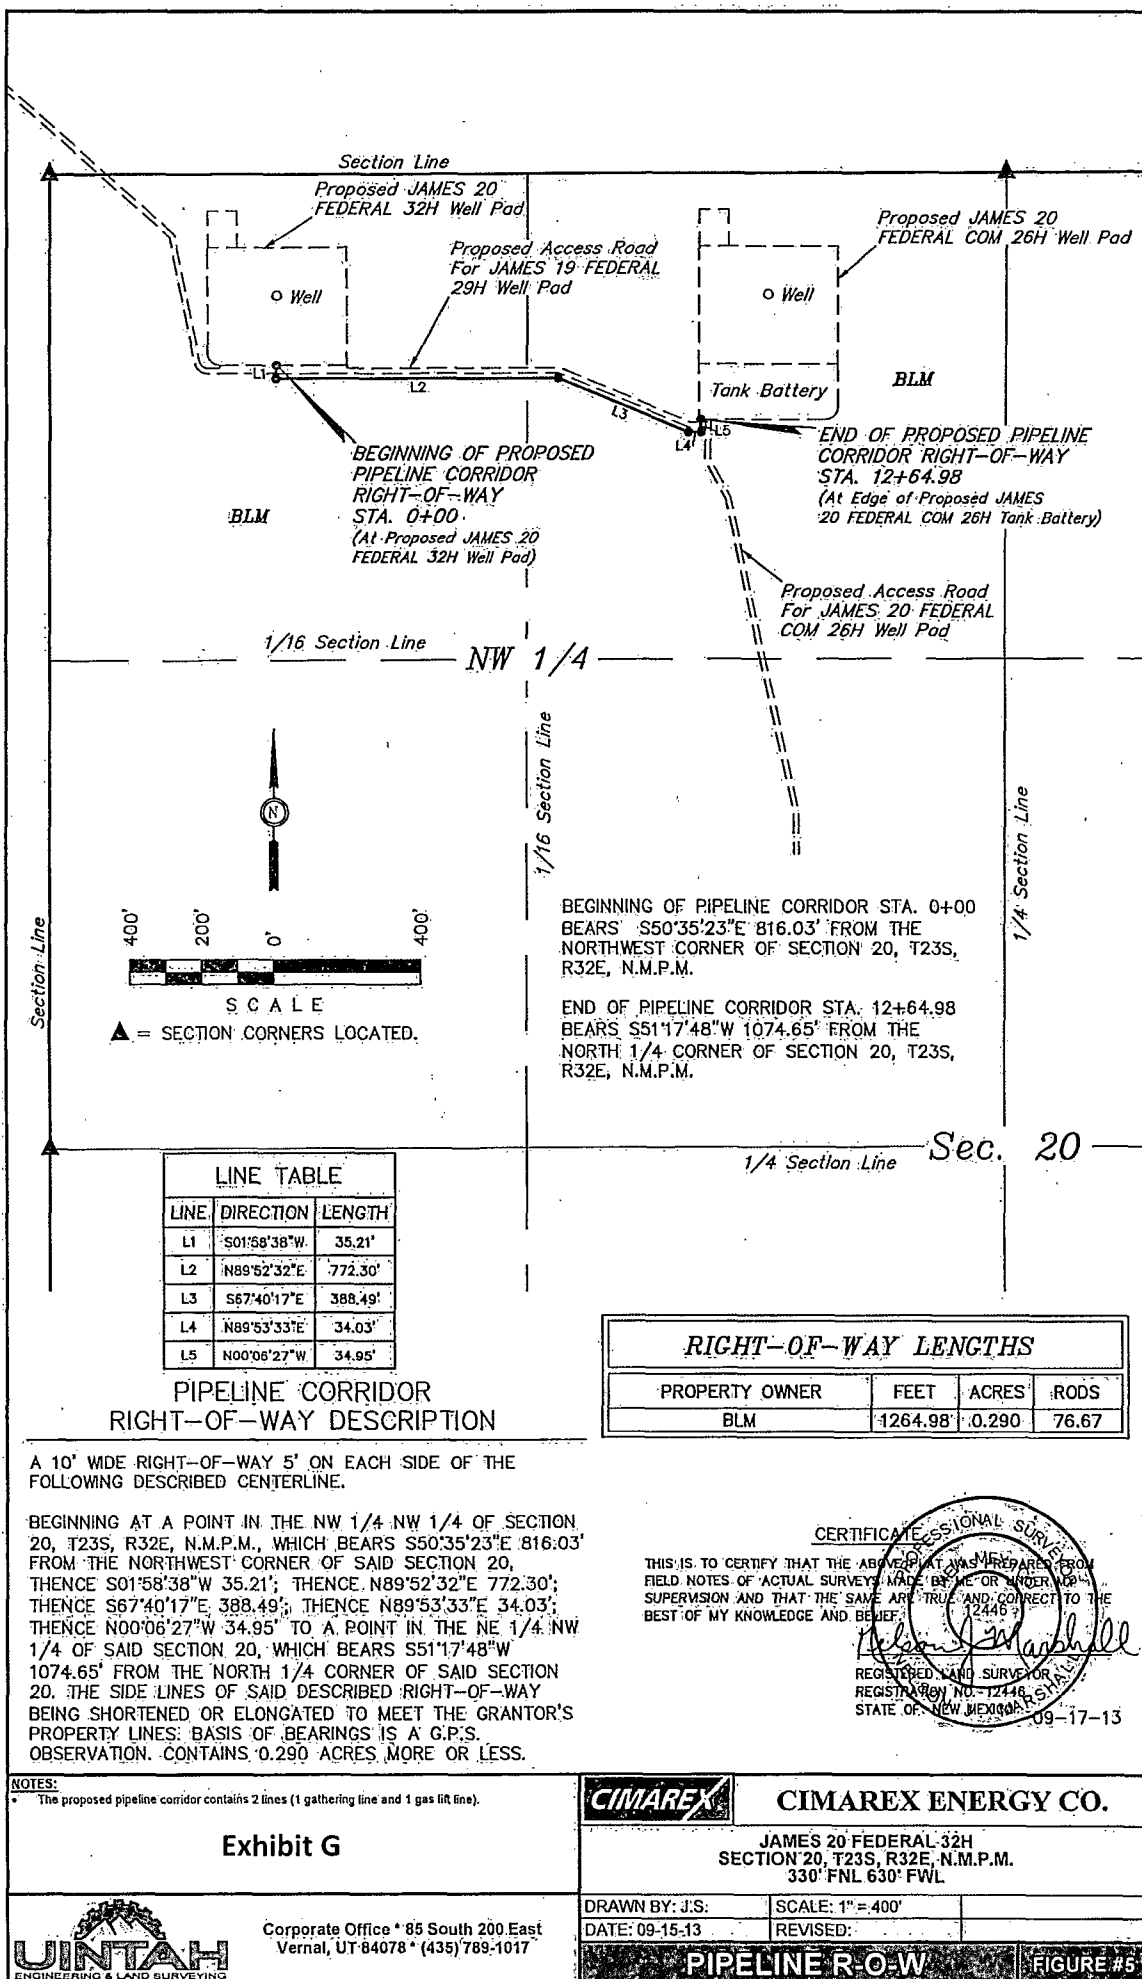 Section Line
Proposed JAMES 20
FEDERAL 32H Well Pad
Proposed Access Road
For JAMES 19 FEDERAL
29H Well Pad
Proposed JAMES 20
FEDERAL COM 26H Well Pad
Well
Well
L1
L2
L3
L4
L5
Tank Battery
BLM
BEGINNING OF PROPOSED
PIPELINE CORRIDOR
RIGHT-OF-WAY
STA. 0+00
(At Proposed JAMES 20
FEDERAL 32H Well Pad)
END OF PROPOSED PIPELINE
CORRIDOR RIGHT-OF-WAY
STA. 12+64.98
(At Edge of Proposed JAMES
20 FEDERAL COM 26H Tank Battery)
BLM
Proposed Access Road
For JAMES 20 FEDERAL
COM 26H Well Pad
1/16 Section Line
NW 1/4
1/16 Section Line
1/4 Section Line
Section Line
N
400'
200'
0'
400'
SCALE
▲ = SECTION CORNERS LOCATED.
BEGINNING OF PIPELINE CORRIDOR STA. 0+00
BEARS S50°35'23"E 816.03' FROM THE
NORTHWEST CORNER OF SECTION 20, T23S,
R32E, N.M.P.M.
END OF PIPELINE CORRIDOR STA. 12+64.98
BEARS S51°17'48"W 1074.65' FROM THE
NORTH 1/4 CORNER OF SECTION 20, T23S,
R32E, N.M.P.M.
1/4 Section Line
Sec. 20
LINE TABLE
LINE DIRECTION LENGTH
L1 S01°58'38"W 35.21'
L2 N89°52'32"E 772.30'
L3 S67°40'17"E 388.49'
L4 N89°53'33"E 34.03'
L5 N00°06'27"W 34.95'
RIGHT-OF-WAY LENGTHS
PROPERTY OWNER FEET ACRES RODS
BLM 1264.98' 0.290 76.67
PIPELINE CORRIDOR
RIGHT-OF-WAY DESCRIPTION
A 10' WIDE RIGHT-OF-WAY 5' ON EACH SIDE OF THE
FOLLOWING DESCRIBED CENTERLINE.
BEGINNING AT A POINT IN THE NW 1/4 NW 1/4 OF SECTION
20, T23S, R32E, N.M.P.M., WHICH BEARS S50°35'23"E 816.03'
FROM THE NORTHWEST CORNER OF SAID SECTION 20,
THENCE S01°58'38"W 35.21'; THENCE N89°52'32"E 772.30';
THENCE S67°40'17"E 388.49'; THENCE N89°53'33"E 34.03';
THENCE N00°06'27"W 34.95' TO A POINT IN THE NE 1/4 NW
1/4 OF SAID SECTION 20, WHICH BEARS S51°17'48"W
1074.65' FROM THE NORTH 1/4 CORNER OF SAID SECTION
20. THE SIDE LINES OF SAID DESCRIBED RIGHT-OF-WAY
BEING SHORTENED OR ELONGATED TO MEET THE GRANTOR'S
PROPERTY LINES. BASIS OF BEARINGS IS A G.P.S.
OBSERVATION. CONTAINS 0.290 ACRES MORE OR LESS.
CERTIFICATE
THIS IS TO CERTIFY THAT THE ABOVE PLAT WAS PREPARED FROM
FIELD NOTES OF ACTUAL SURVEYS MADE BY ME OR UNDER MY
SUPERVISION AND THAT THE SAME ARE TRUE AND CORRECT TO THE
BEST OF MY KNOWLEDGE AND BELIEF
12446
Nelson J. Marshall
REGISTERED LAND SURVEYOR
REGISTRATION NO. 12446
STATE OF NEW MEXICO
09-17-13
NOTES:
• The proposed pipeline corridor contains 2 lines (1 gathering line and 1 gas lift line).
Exhibit G
CIMAREX
CIMAREX ENERGY CO.
JAMES 20 FEDERAL 32H
SECTION 20, T23S, R32E, N.M.P.M.
330' FNL 630' FWL
DRAWN BY: J.S. SCALE: 1" = 400'
DATE: 09-15-13 REVISED:
PIPELINE R-O-W FIGURE #5
UINTAH
ENGINEERING & LAND SURVEYING
Corporate Office * 85 South 200 East
Vernal, UT 84078 * (435) 789-1017